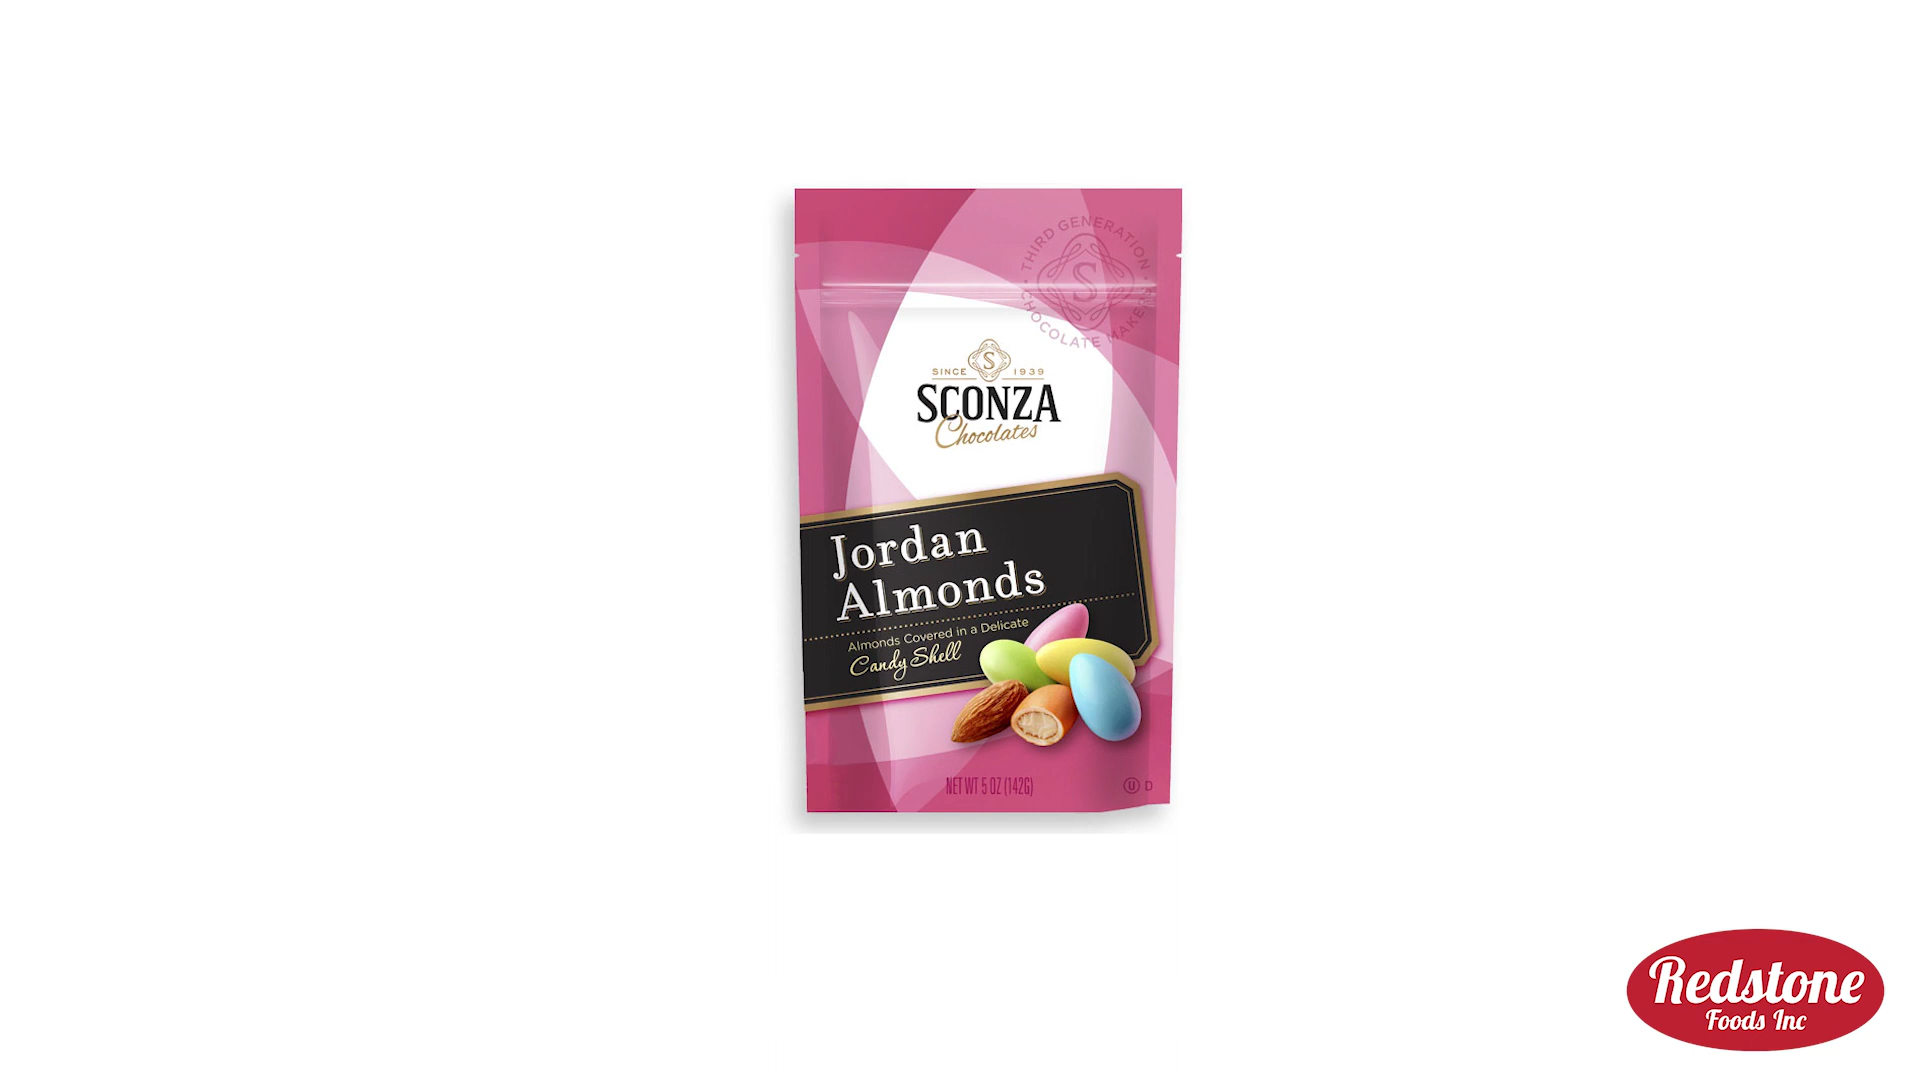 THIRD GENERATION
CHOCOLATE MAKERS
S
S
SINCE 1939
SCONZA
Chocolates
Jordan
Almonds
Almonds Covered in a Delicate
Candy Shell
NET WT 5 OZ (142G)
U D
Redstone
Foods Inc